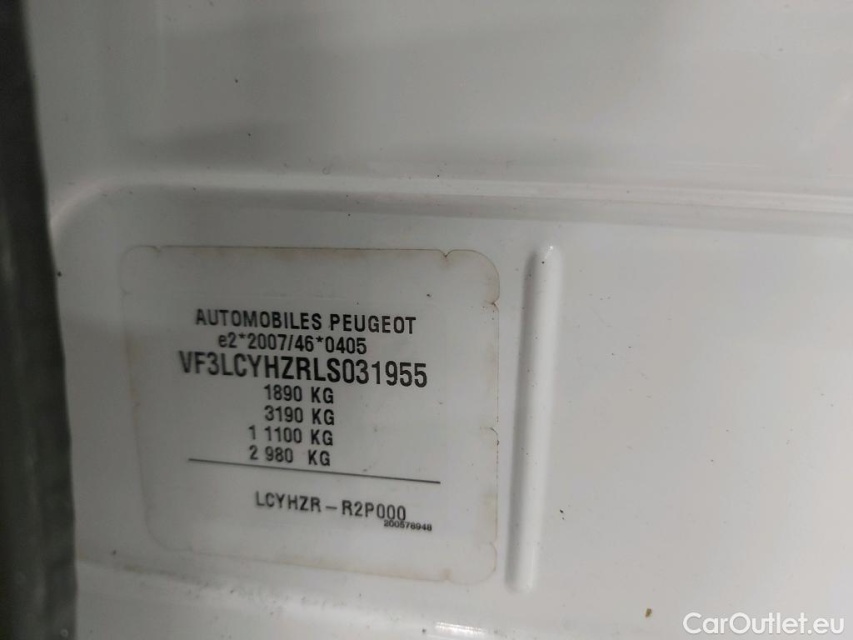 AUTOMOBILES PEUGEOT
e2*2007/46*0405
VF3LCYHZRLS031955
1890 KG
3190 KG
1 1100 KG
2 980 KG
LCYHZR – R2P000
200578948
CarOutlet.eu